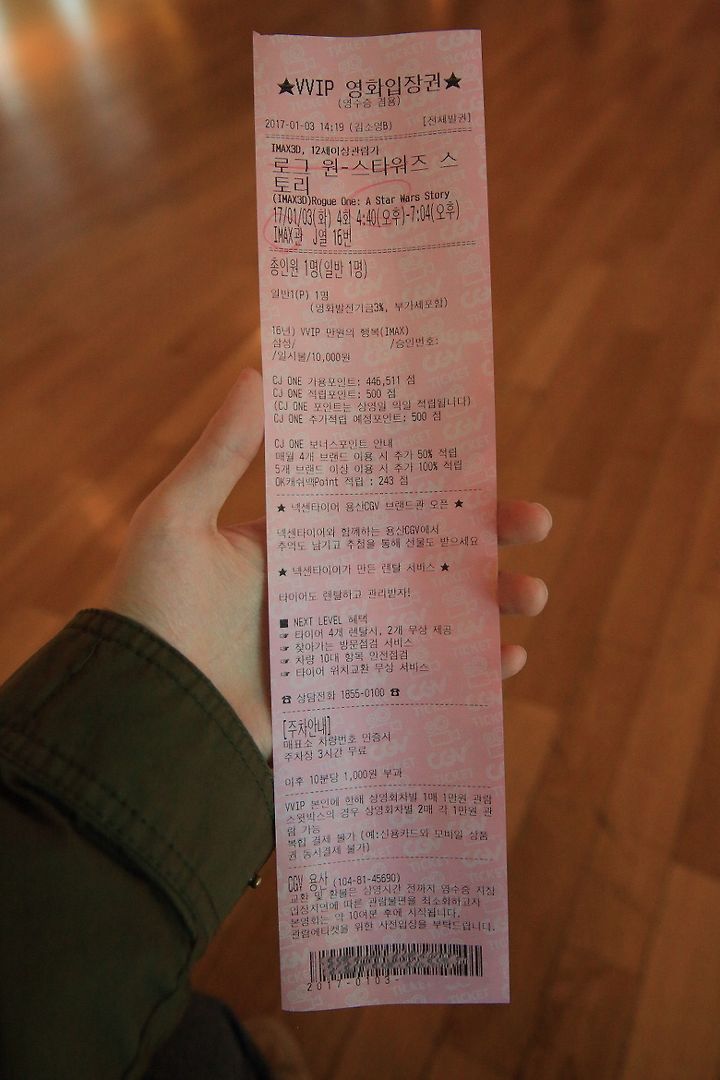 ★VVIP 영화입장권★
(영수증 겸용)
2017-01-03 14:19 (김소영B) [전체발권]
IMAX3D, 12세이상관람가
로그 원-스타워즈 스
토리
(IMAX3D)Rogue One: A Star Wars Story
17/01/03(화) 4회 4:40(오후)-7:04(오후)
IMAX관 J열 16번
총인원 1명(일반 1명)
일반1(P) 1명
(영화발전기금3%, 부가세포함)
16년) VVIP 만원의 행복(IMAX)
삼성/ /승인번호:
/일시불/10,000원
CJ ONE 가용포인트: 446,511 점
CJ ONE 적립포인트: 500 점
(CJ ONE 포인트는 상영일 익일 적립됩니다)
CJ ONE 추가적립 예정포인트: 500 점
CJ ONE 보너스포인트 안내
매월 4개 브랜드 이용 시 추가 50% 적립
5개 브랜드 이상 이용 시 추가 100% 적립
OK캐쉬백Point 적립 : 243 점
★ 넥센타이어 용산CGV 브랜드관 오픈 ★
넥센타이어와 함께하는 용산CGV에서
추억도 남기고 추첨을 통해 선물도 받으세요
★ 넥센타이어가 만든 렌탈 서비스 ★
타이어도 렌탈하고 관리받자!
■ NEXT LEVEL 혜택
☞ 타이어 4개 렌탈시, 2개 무상 제공
☞ 찾아가는 방문점검 서비스
☞ 차량 10대 항목 안전점검
☞ 타이어 위치교환 무상 서비스
☎ 상담전화 1855-0100 ☎
[주차안내]
매표소 차량번호 인증시
주차장 3시간 무료
이후 10분당 1,000원 부과
VVIP 본인에 한해 상영회차별 1매 1만원 관람
스윗박스의 경우 상영회차별 2매 각 1만원 관
람 가능
복합 결제 불가 (예:신용카드와 모바일 상품
권 동시결제 불가)
CGV 용산 (104-81-45690)
교환 및 환불은 상영시간 전까지 영수증 지참
입장지연에 따른 관람불편을 최소화하고자
본영화는 약 10여분 후에 시작됩니다.
관람에티켓을 위한 사전입장을 부탁드립니다.
2017-0103-